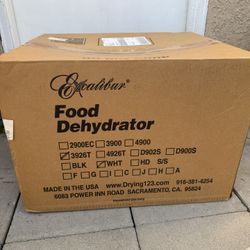 Excalibur®
Food
Dehydrator
2900EC 3900 4900
3926T 4926T D902S D900S
BLK WHT HD S/S
F G I C J H A
MADE IN THE USA www.Drying123.com 916-381-4254
6083 POWER INN ROAD SACRAMENTO, CA. 95824